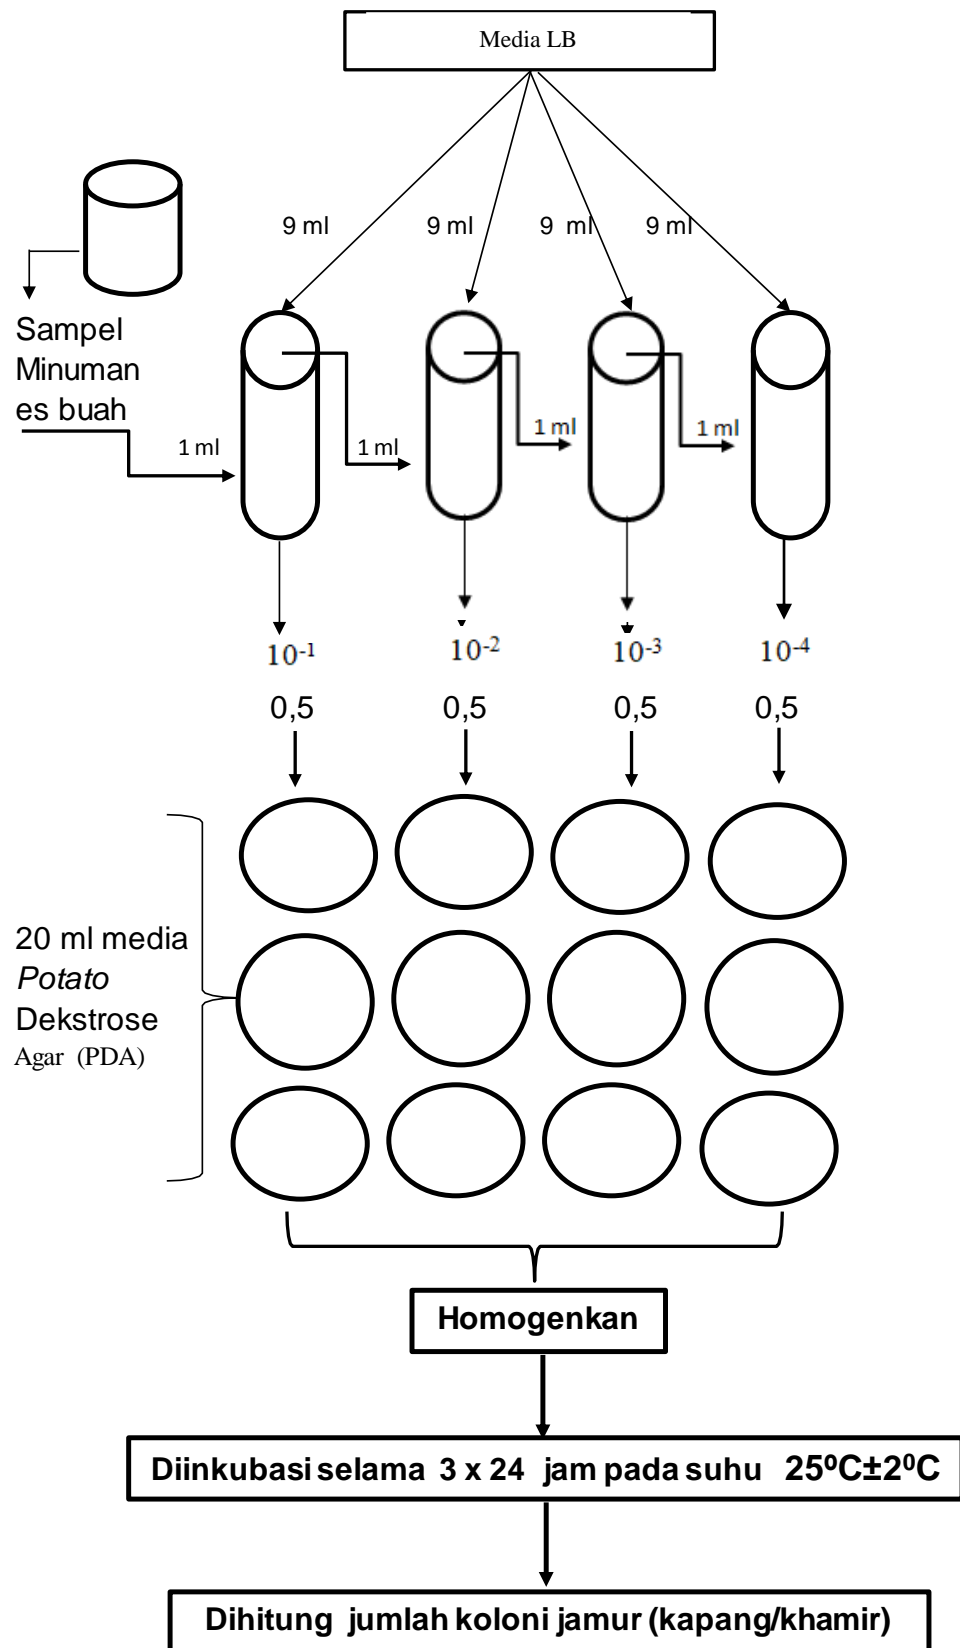 Media LB
9 ml
9 ml
9 ml
9 ml
Sampel
Minuman
es buah
1 ml
1 ml
1 ml
1 ml
10⁻¹
10⁻²
10⁻³
10⁻⁴
0,5
0,5
0,5
0,5
20 ml media
Potato
Dekstrose
Agar (PDA)
Homogenkan
Diinkubasi selama 3 x 24 jam pada suhu 25⁰C±2⁰C
Dihitung jumlah koloni jamur (kapang/khamir)